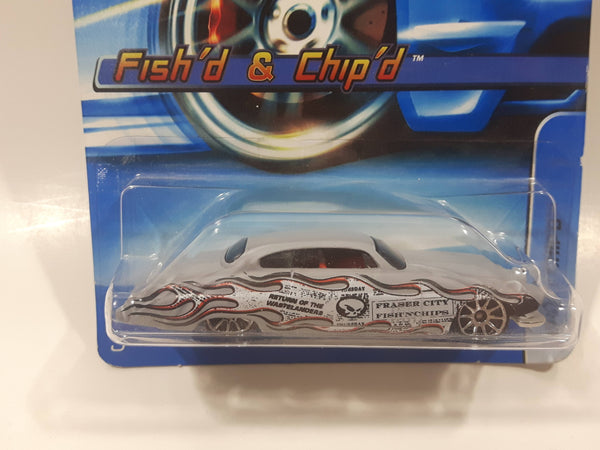 Fish'd & Chip'd™
RETURN OF THE
WASTELANDERS
FRASER CITY
FISH'N'CHIPS